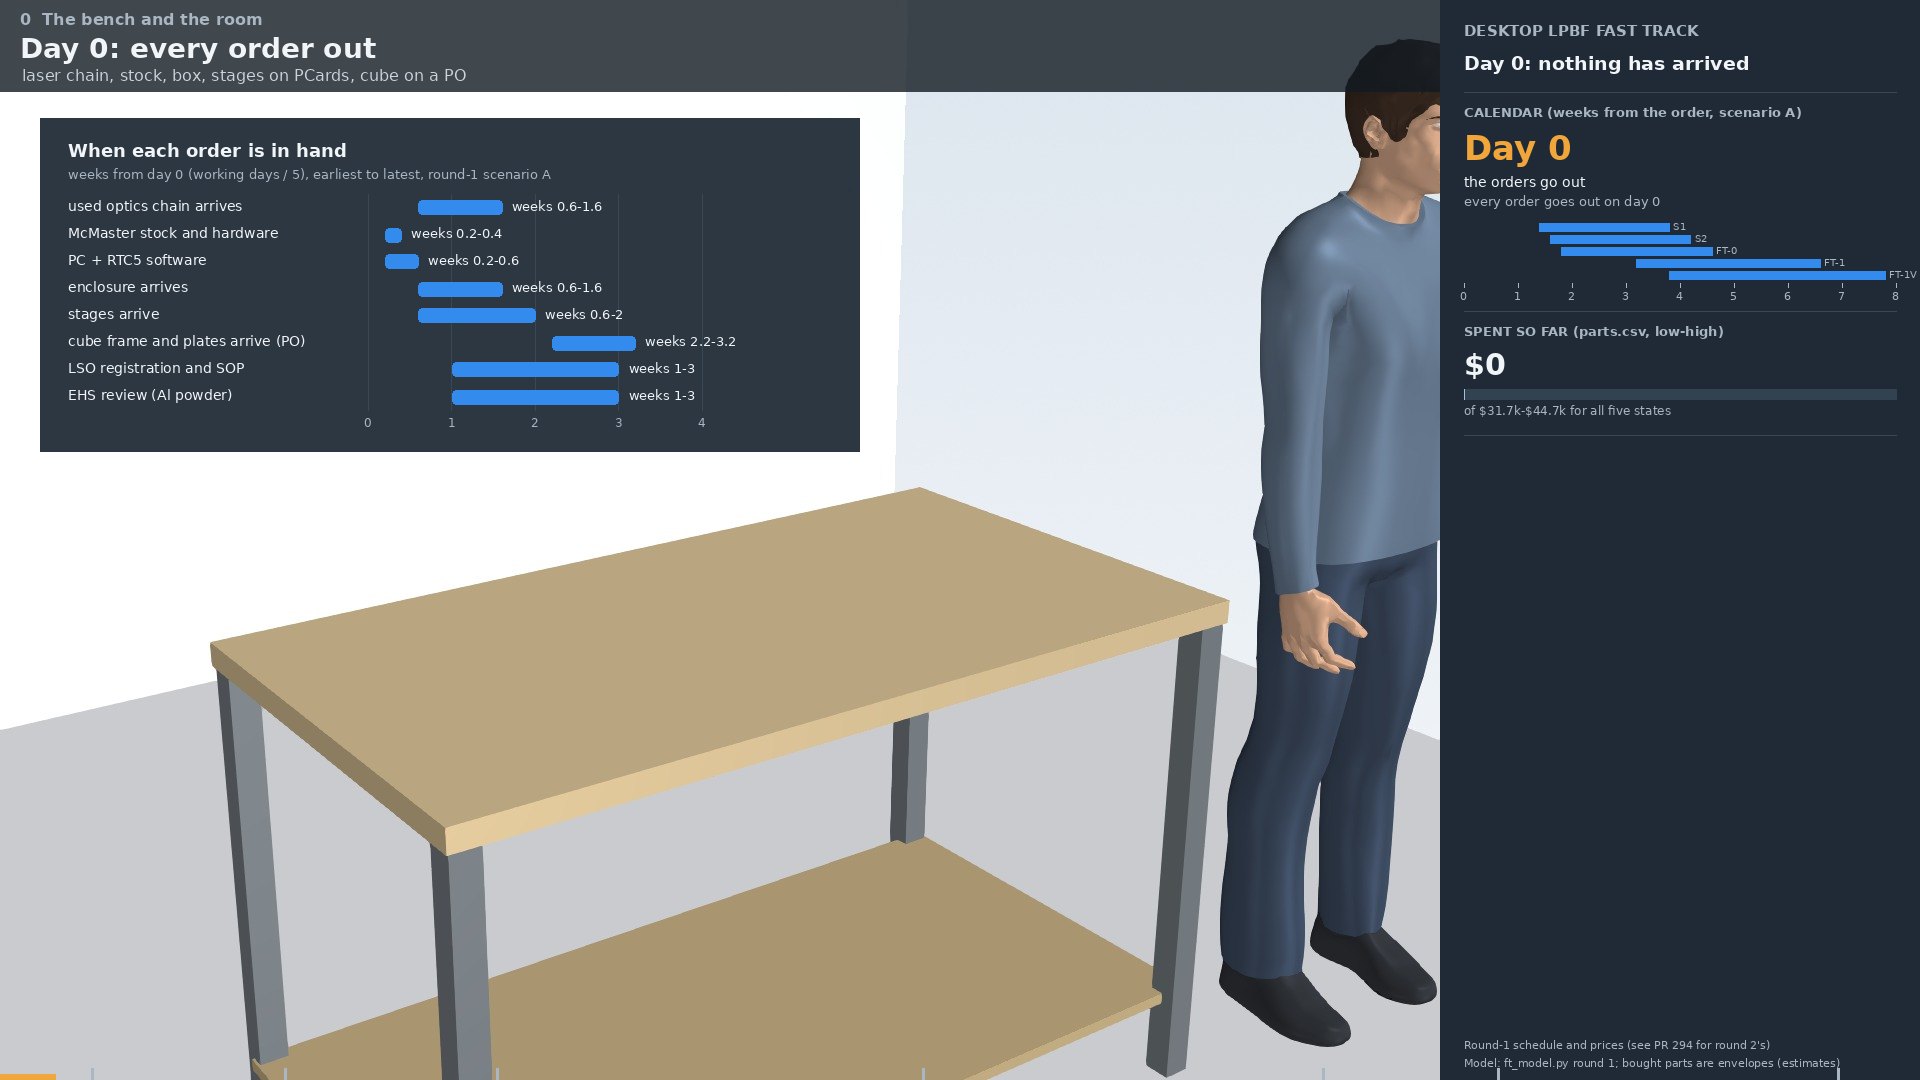 0 The bench and the room
Day 0: every order out
laser chain, stock, box, stages on PCards, cube on a PO
When each order is in hand
weeks from day 0 (working days / 5), earliest to latest, round-1 scenario A
used optics chain arrives weeks 0.6-1.6
McMaster stock and hardware weeks 0.2-0.4
PC + RTC5 software weeks 0.2-0.6
enclosure arrives weeks 0.6-1.6
stages arrive weeks 0.6-2
cube frame and plates arrive (PO) weeks 2.2-3.2
LSO registration and SOP weeks 1-3
EHS review (Al powder) weeks 1-3
0 1 2 3 4
DESKTOP LPBF FAST TRACK
Day 0: nothing has arrived
CALENDAR (weeks from the order, scenario A)
Day 0
the orders go out
every order goes out on day 0
S1
S2
FT-0
FT-1
FT-1V
0 1 2 3 4 5 6 7 8
SPENT SO FAR (parts.csv, low-high)
$0
of $31.7k-$44.7k for all five states
Round-1 schedule and prices (see PR 294 for round 2's)
Model: ft_model.py round 1; bought parts are envelopes (estimates)